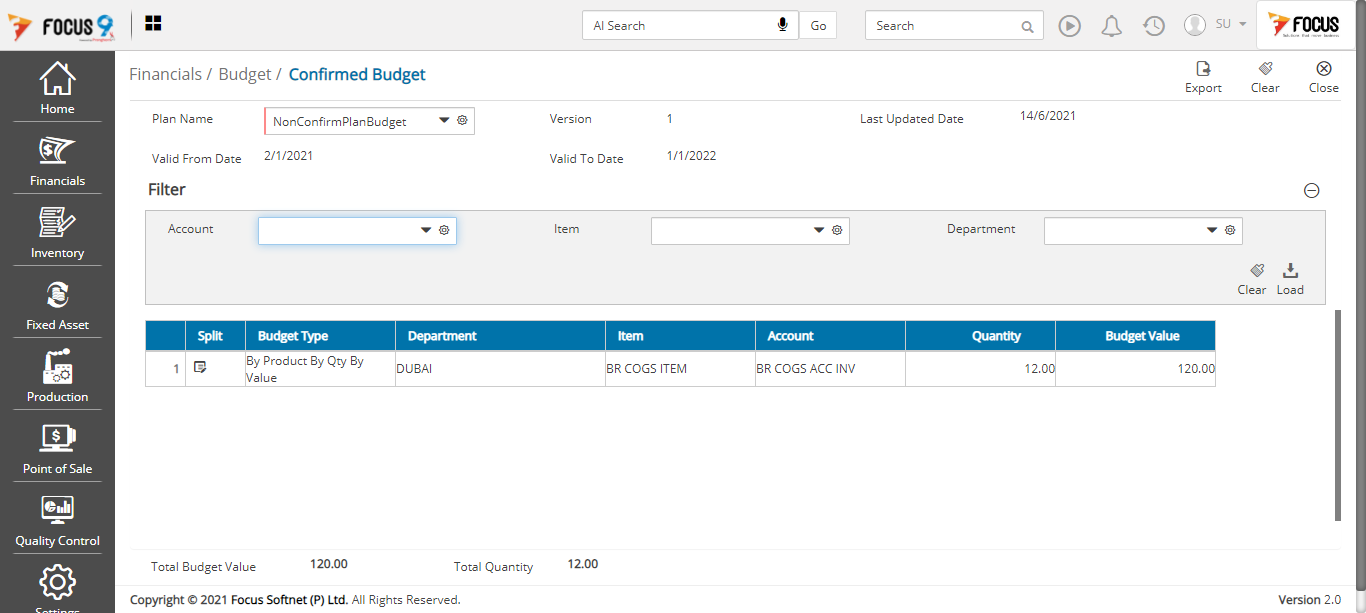 FOCUS 9
AI Search
Go
Search
SU
FOCUS
Home
Financials
Inventory
Fixed Asset
Production
Point of Sale
Quality Control
Settings
Financials / Budget / Confirmed Budget
Export Clear Close
Plan Name NonConfirmPlanBudget Version 1 Last Updated Date 14/6/2021
Valid From Date 2/1/2021 Valid To Date 1/1/2022
Filter
Account Item Department
Clear Load
Split Budget Type Department Item Account Quantity Budget Value
1 By Product By Qty By DUBAI BR COGS ITEM BR COGS ACC INV 12.00 120.00
Value
Total Budget Value 120.00 Total Quantity 12.00
Copyright © 2021 Focus Softnet (P) Ltd. All Rights Reserved. Version 2.0